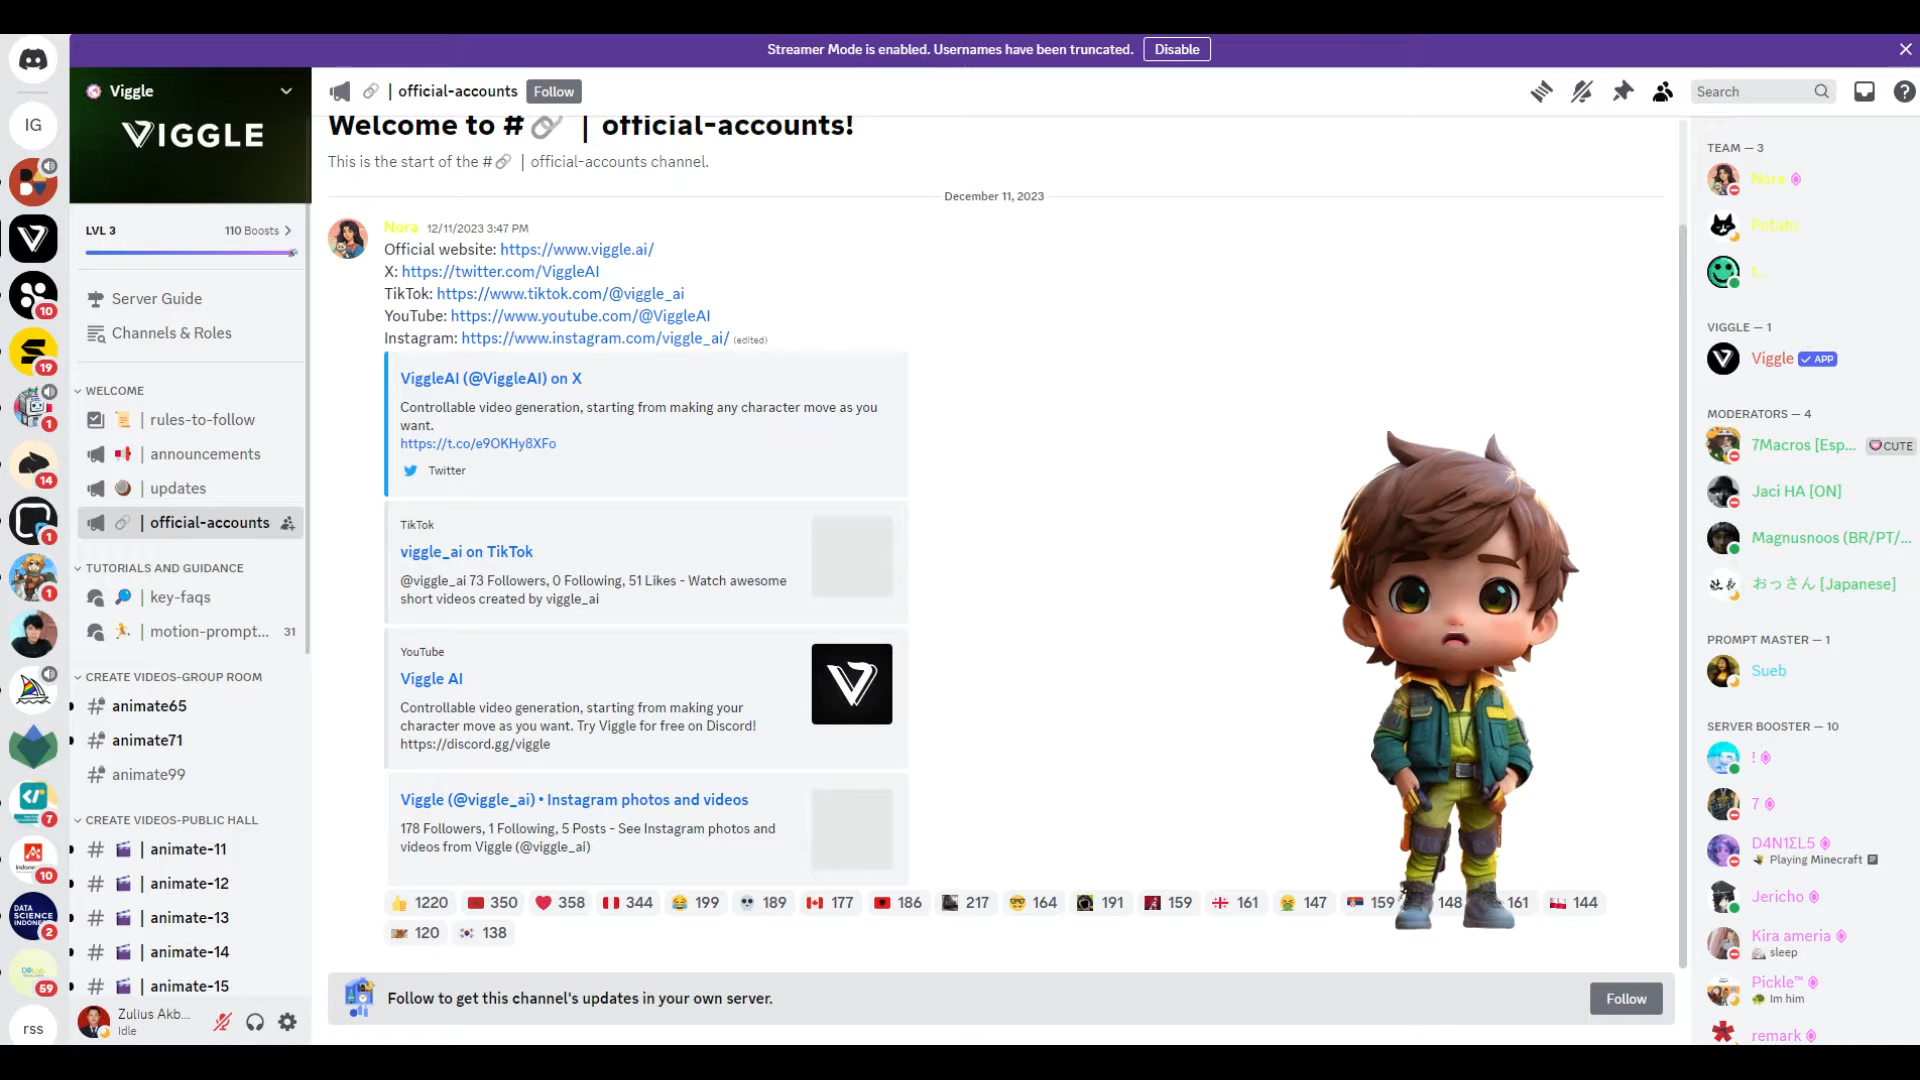 Streamer Mode is enabled. Usernames have been truncated. Disable
IG
10
19
1
14
1
1
7
10
DATA SCIENCE INDONESIA
2
59
rss
Viggle
VIGGLE
LVL 3 110 Boosts
Server Guide
Channels & Roles
WELCOME
| rules-to-follow
| announcements
| updates
| official-accounts
TUTORIALS AND GUIDANCE
| key-faqs
| motion-prompt... 31
CREATE VIDEOS-GROUP ROOM
animate65
animate71
animate99
CREATE VIDEOS-PUBLIC HALL
| animate-11
| animate-12
| animate-13
| animate-14
| animate-15
Zulius Akb...
Idle
| official-accounts Follow
Search
Welcome to # | official-accounts!
This is the start of the # | official-accounts channel.
December 11, 2023
Nora 12/11/2023 3:47 PM
Official website: https://www.viggle.ai/
X: https://twitter.com/ViggleAI
TikTok: https://www.tiktok.com/@viggle_ai
YouTube: https://www.youtube.com/@ViggleAI
Instagram: https://www.instagram.com/viggle_ai/ (edited)
ViggleAI (@ViggleAI) on X
Controllable video generation, starting from making any character move as you
want.
https://t.co/e9OKHy8XFo
Twitter
TikTok
viggle_ai on TikTok
@viggle_ai 73 Followers, 0 Following, 51 Likes - Watch awesome
short videos created by viggle_ai
YouTube
Viggle AI
Controllable video generation, starting from making your
character move as you want. Try Viggle for free on Discord!
https://discord.gg/viggle
Viggle (@viggle_ai) • Instagram photos and videos
178 Followers, 1 Following, 5 Posts - See Instagram photos and
videos from Viggle (@viggle_ai)
1220 350 358 344 199 189 177 186 217 164 191 159 161 147 159 148 161 144
120 138
Follow to get this channel's updates in your own server. Follow
TEAM — 3
Nora
Potato
t...
VIGGLE — 1
Viggle APP
MODERATORS — 4
7Macros [Esp... CUTE
Jaci HA [ON]
Magnusnoos (BR/PT/...
おっさん [Japanese]
PROMPT MASTER — 1
Sueb
SERVER BOOSTER — 10
!
7
D4N1ΣL5
Playing Minecraft
Jericho
Kira ameria
sleep
Pickle™
Im him
remark